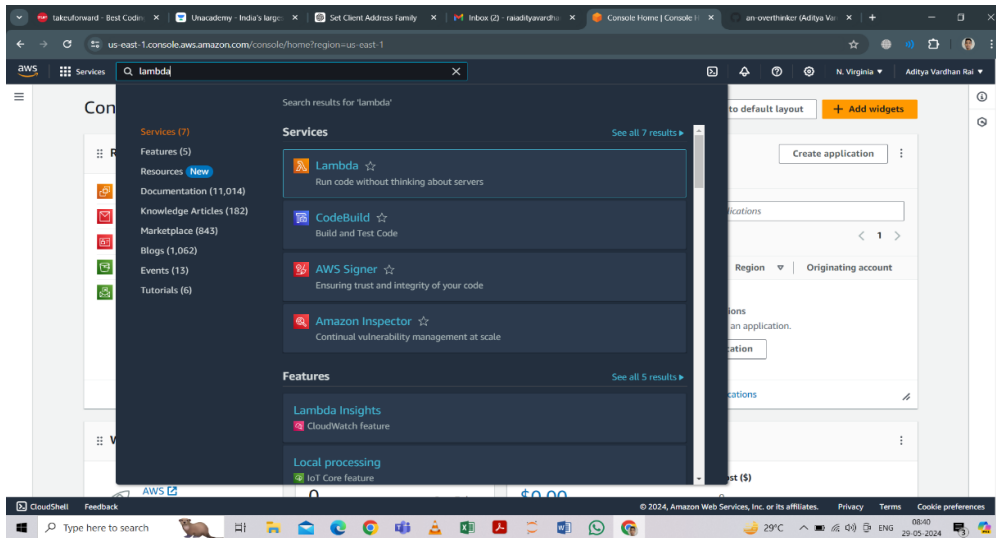 takeuforward - Best Codin
Unacademy - India's large
Set Client Address Family
Inbox (2) - raiadityavardha
Console Home | Console H
an-overthinker (Aditya Va
us-east-1.console.aws.amazon.com/console/home?region=us-east-1
aws
Services
lambda
N. Virginia
Aditya Vardhan Rai
Con
to default layout
+ Add widgets
Search results for 'lambda'
Services (7)
Features (5)
Resources New
Documentation (11,014)
Knowledge Articles (182)
Marketplace (843)
Blogs (1,062)
Events (13)
Tutorials (6)
Services
See all 7 results
Lambda
Run code without thinking about servers
CodeBuild
Build and Test Code
AWS Signer
Ensuring trust and integrity of your code
Amazon Inspector
Continual vulnerability management at scale
Features
See all 5 results
Lambda Insights
CloudWatch feature
Local processing
IoT Core feature
R
Create application
lications
1
Region
Originating account
ions
an application.
cation
cations
W
ost ($)
AWS
0
$0.00
CloudShell
Feedback
© 2024, Amazon Web Services, Inc. or its affiliates.
Privacy
Terms
Cookie preferences
Type here to search
29°C
ENG
08:40
29-05-2024